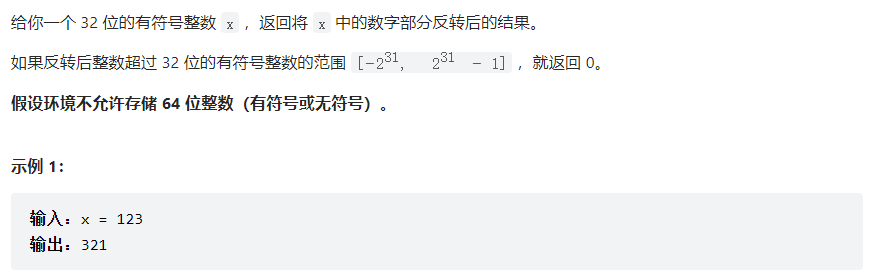 给你一个 32 位的有符号整数 x ，返回将 x 中的数字部分反转后的结果。
如果反转后整数超过 32 位的有符号整数的范围 [−2³¹,  2³¹ − 1] ，就返回 0。
假设环境不允许存储 64 位整数（有符号或无符号）。
示例 1：
输入：x = 123
输出：321